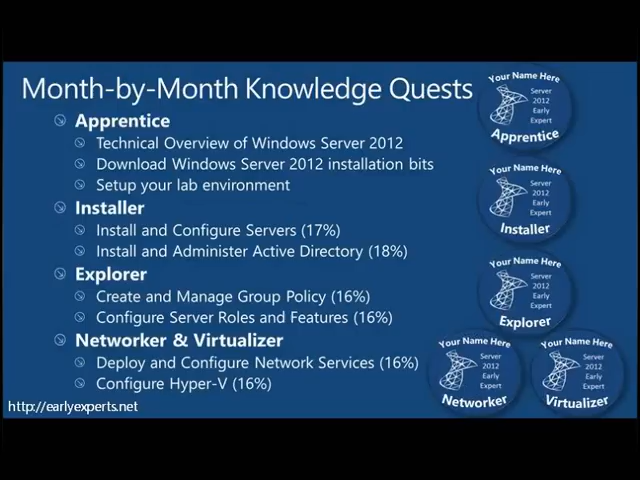 Month-by-Month Knowledge Quests
Apprentice
Technical Overview of Windows Server 2012
Download Windows Server 2012 installation bits
Setup your lab environment
Installer
Install and Configure Servers (17%)
Install and Administer Active Directory (18%)
Explorer
Create and Manage Group Policy (16%)
Configure Server Roles and Features (16%)
Networker & Virtualizer
Deploy and Configure Network Services (16%)
Configure Hyper-V (16%)
http://earlyexperts.net
Your Name Here
Server
2012
Early
Expert
Apprentice
Your Name Here
Server
2012
Early
Expert
Installer
Your Name Here
Server
2012
Early
Expert
Explorer
Your Name Here
Server
2012
Early
Expert
Networker
Your Name Here
Server
2012
Early
Expert
Virtualizer